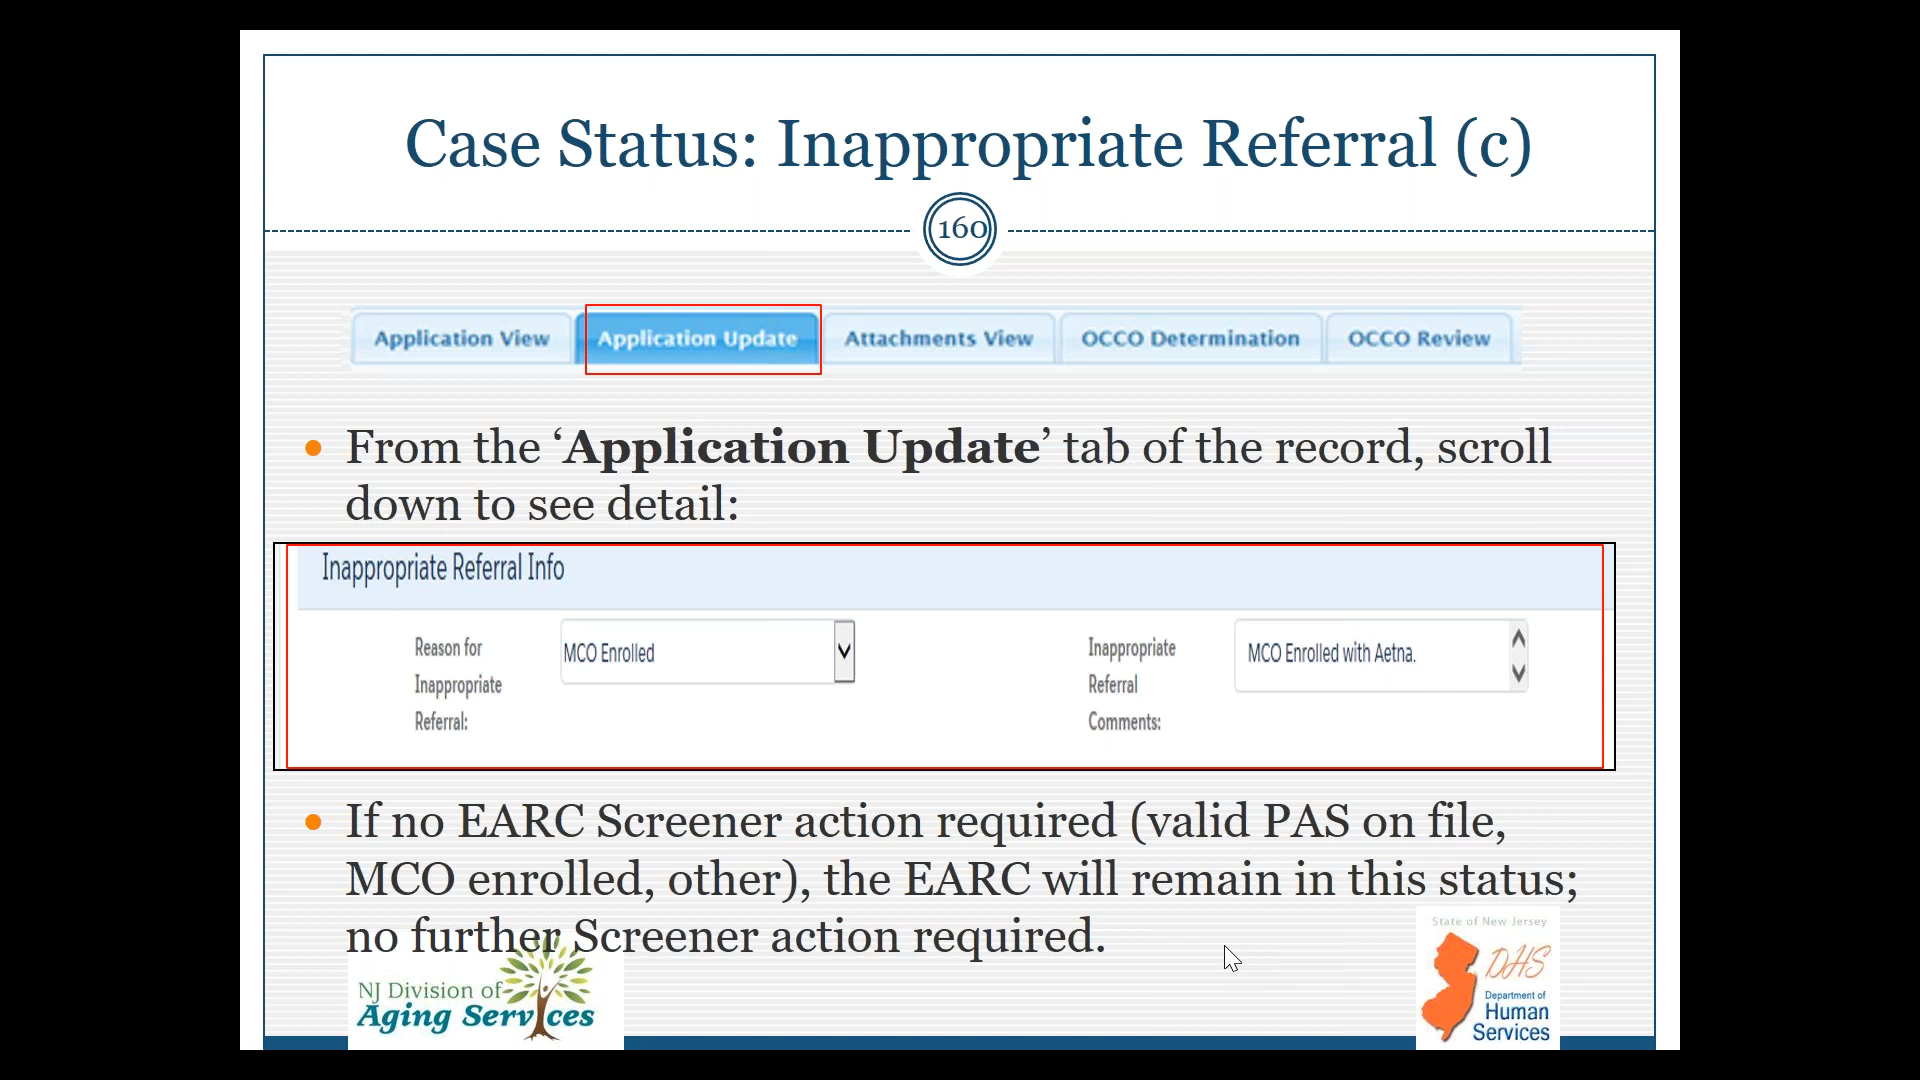 Case Status: Inappropriate Referral (c)
160
Application View
Application Update
Attachments View
OCCO Determination
OCCO Review
From the ‘Application Update’ tab of the record, scroll
down to see detail:
Inappropriate Referral Info
Reason for
Inappropriate
Referral:
MCO Enrolled
Inappropriate
Referral
Comments:
MCO Enrolled with Aetna.
If no EARC Screener action required (valid PAS on file,
MCO enrolled, other), the EARC will remain in this status;
no further Screener action required.
NJ Division of
Aging Services
State of New Jersey
DHS
Department of
Human
Services